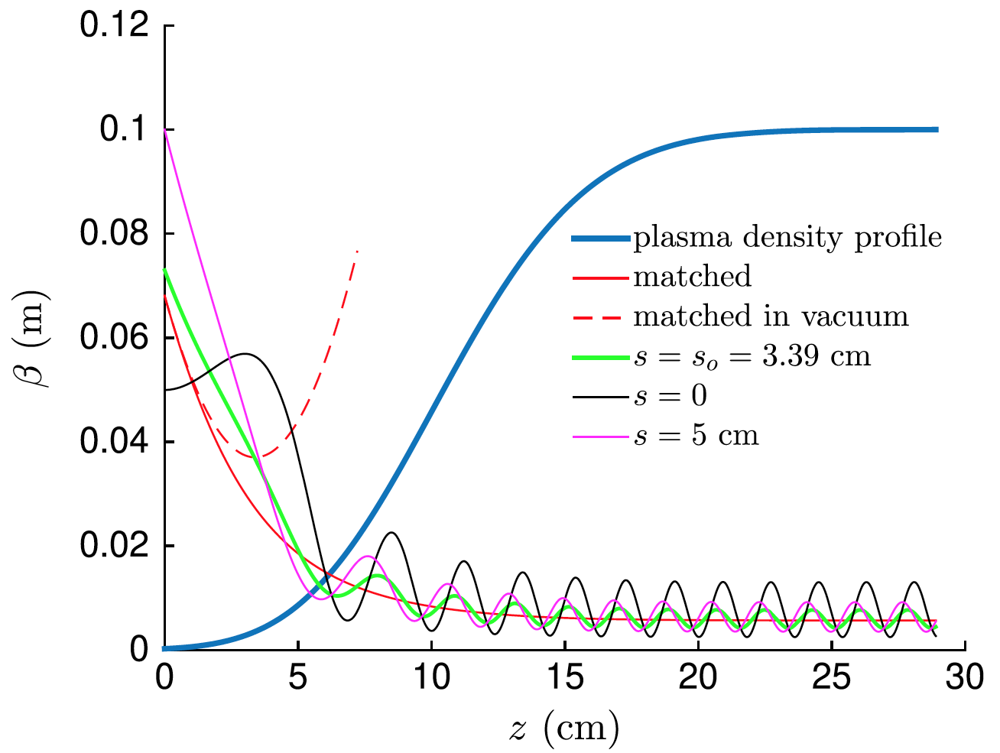 0.12
0.1
0.08
0.06
0.04
0.02
0
β (m)
plasma density profile
matched
matched in vacuum
s = sₒ = 3.39 cm
s = 0
s = 5 cm
0 5 10 15 20 25 30
z (cm)